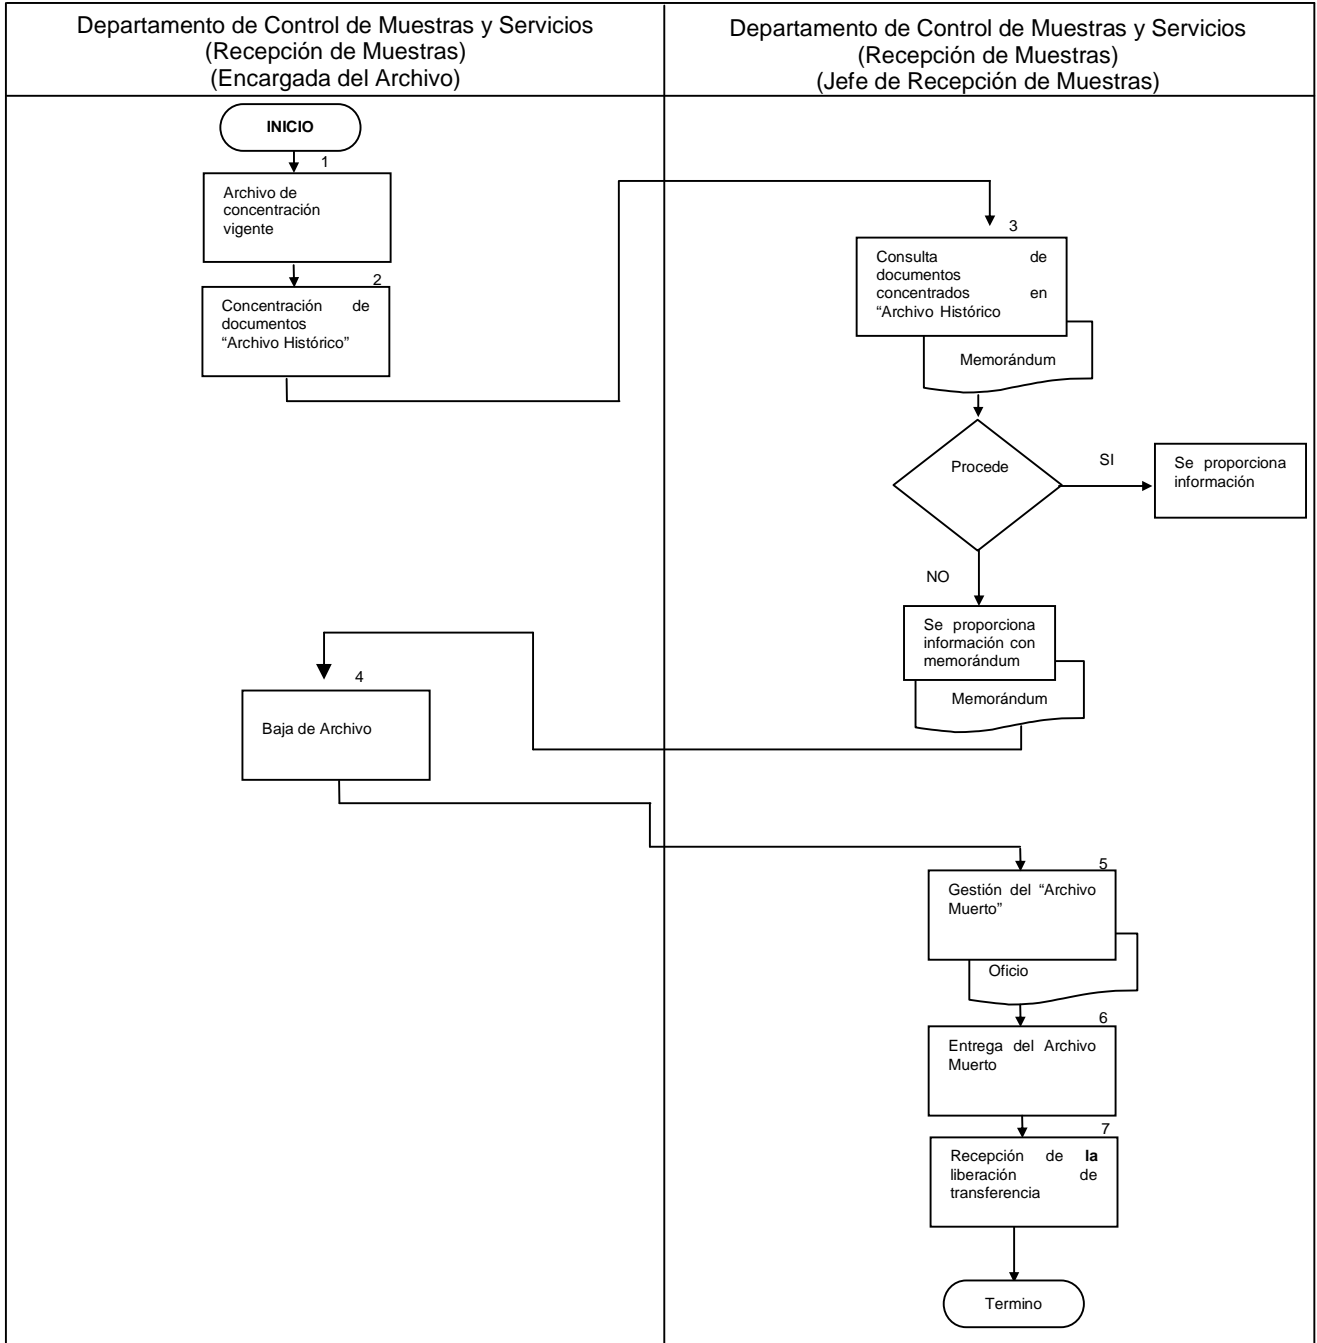 Departamento de Control de Muestras y Servicios
(Recepción de Muestras)
(Encargada del Archivo)
Departamento de Control de Muestras y Servicios
(Recepción de Muestras)
(Jefe de Recepción de Muestras)
INICIO
1
Archivo de
concentración
vigente
2
Concentración de
documentos
“Archivo Histórico”
3
Consulta de
documentos
concentrados en
“Archivo Histórico
Memorándum
Procede
SI
Se proporciona
información
NO
Se proporciona
información con
memorándum
Memorándum
4
Baja de Archivo
5
Gestión del “Archivo
Muerto”
Oficio
6
Entrega del Archivo
Muerto
7
Recepción de la
liberación de
transferencia
Termino